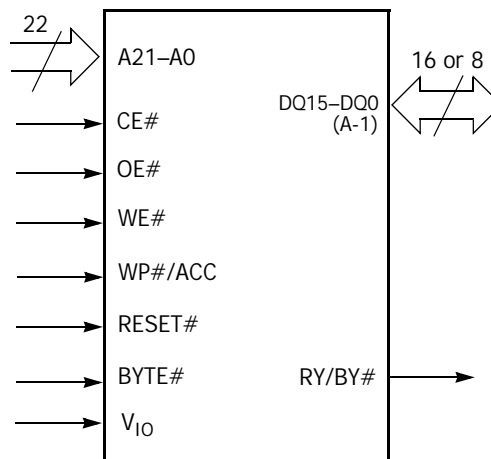 22
A21–A0
16 or 8
DQ15–DQ0
(A-1)
CE#
OE#
WE#
WP#/ACC
RESET#
BYTE#
RY/BY#
VIO